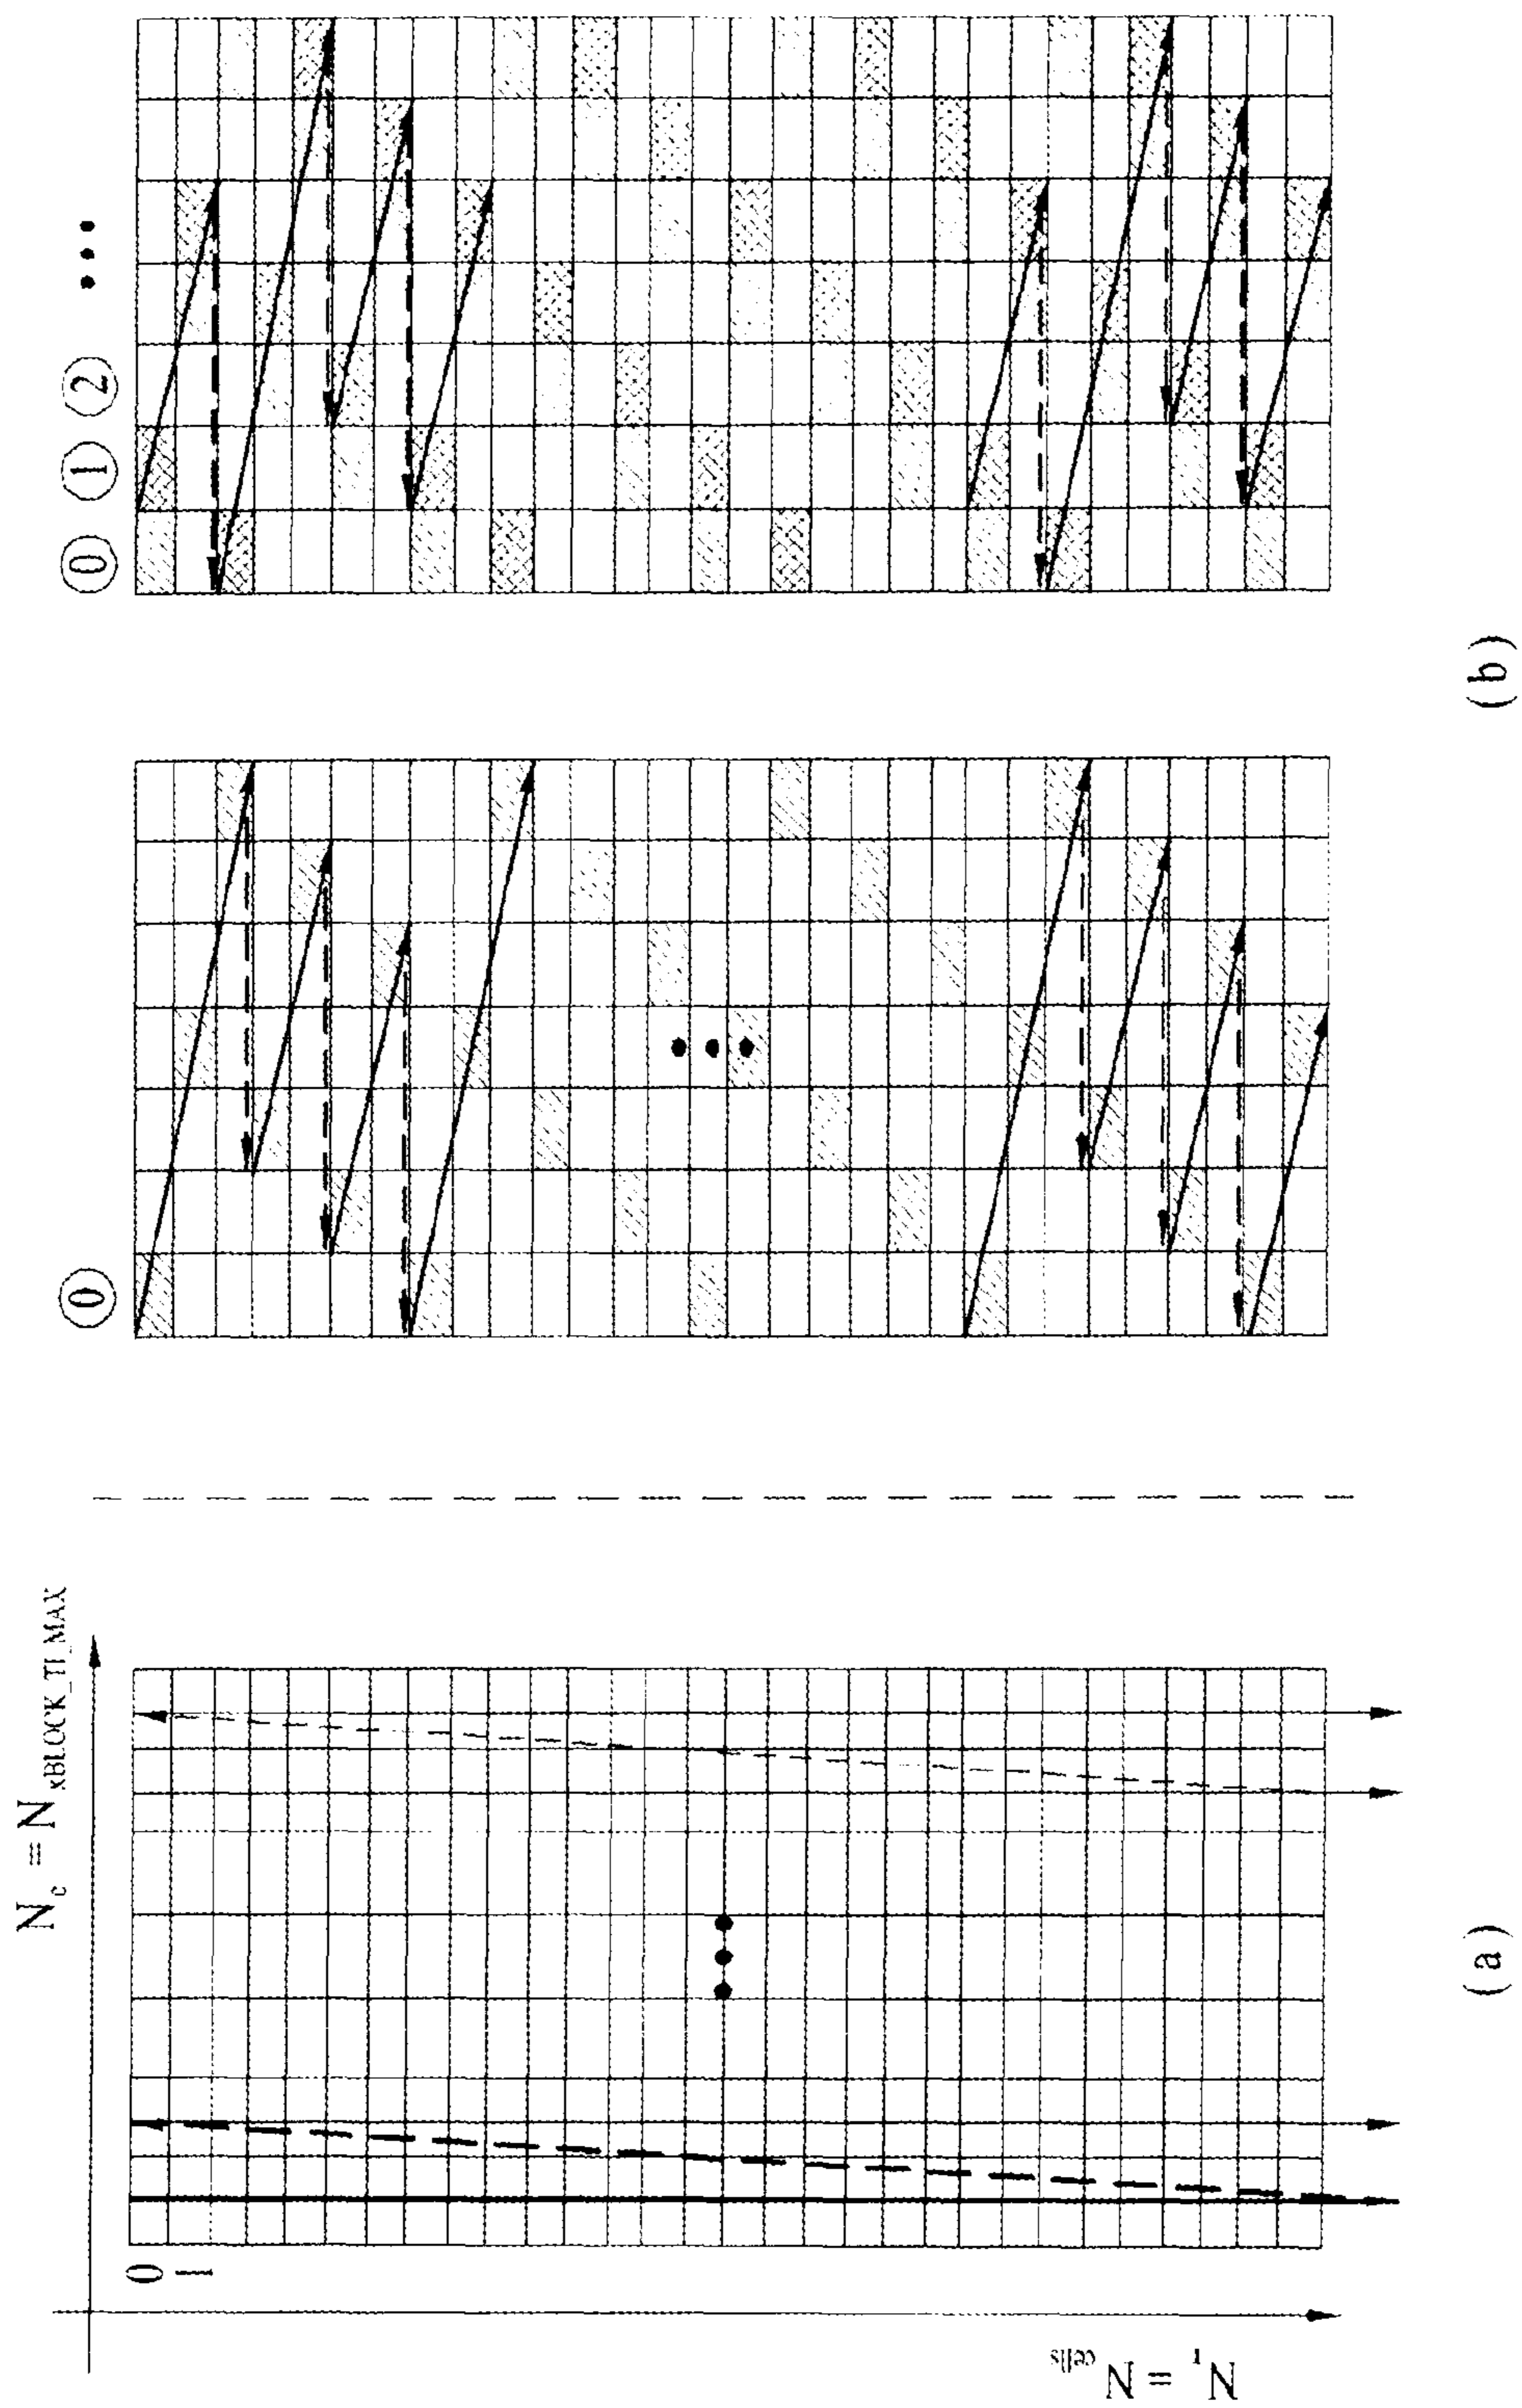 N_c = N_xBLOCK_TI_MAX
0
1
N_r = N_cells
(a)
⓪
⓪ ① ② •••
(b)